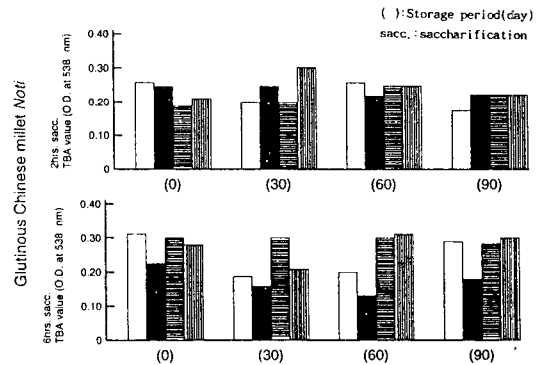 ( ):Storage period(day)
sacc.:saccharification
Glutinous Chinese millet Noti
2hrs. sacc.
TBA value (O.D. at 538 nm)
0.40
0.30
0.20
0.10
0
(0) (30) (60) (90)
6hrs. sacc.
TBA value (O.D. at 538 nm)
0.40
0.30
0.20
0.10
0
(0) (30) (60) (90)